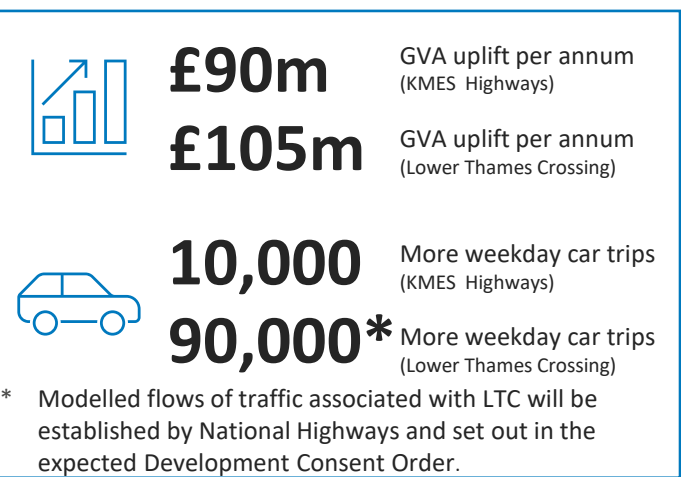 £90m GVA uplift per annum
(KMES Highways)
£105m GVA uplift per annum
(Lower Thames Crossing)
10,000 More weekday car trips
(KMES Highways)
90,000* More weekday car trips
(Lower Thames Crossing)
* Modelled flows of traffic associated with LTC will be
established by National Highways and set out in the
expected Development Consent Order.